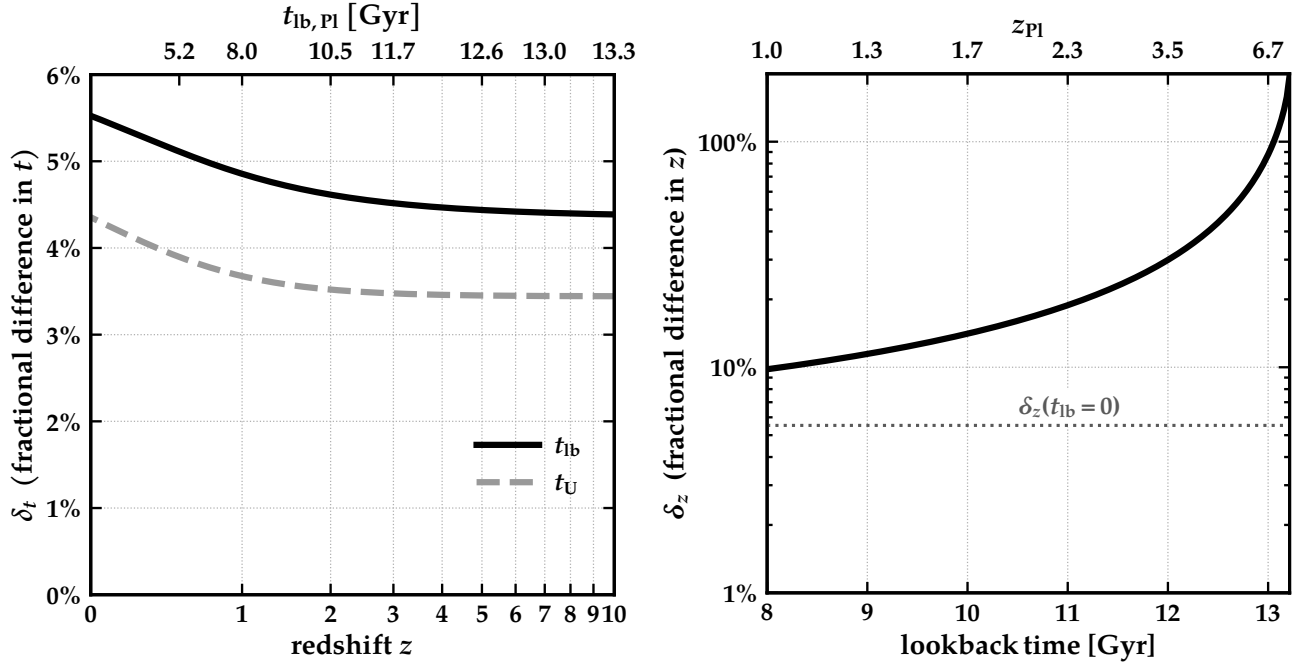 t_lb, Pl [Gyr]
5.2 8.0 10.5 11.7 12.6 13.0 13.3
6%
5%
4%
3%
2%
1%
0%
δ_t (fractional difference in t)
t_lb
t_U
0 1 2 3 4 5 6 7 8 9 10
redshift z
z_Pl
1.0 1.3 1.7 2.3 3.5 6.7
100%
10%
1%
δ_z (fractional difference in z)
δ_z(t_lb = 0)
8 9 10 11 12 13
lookback time [Gyr]